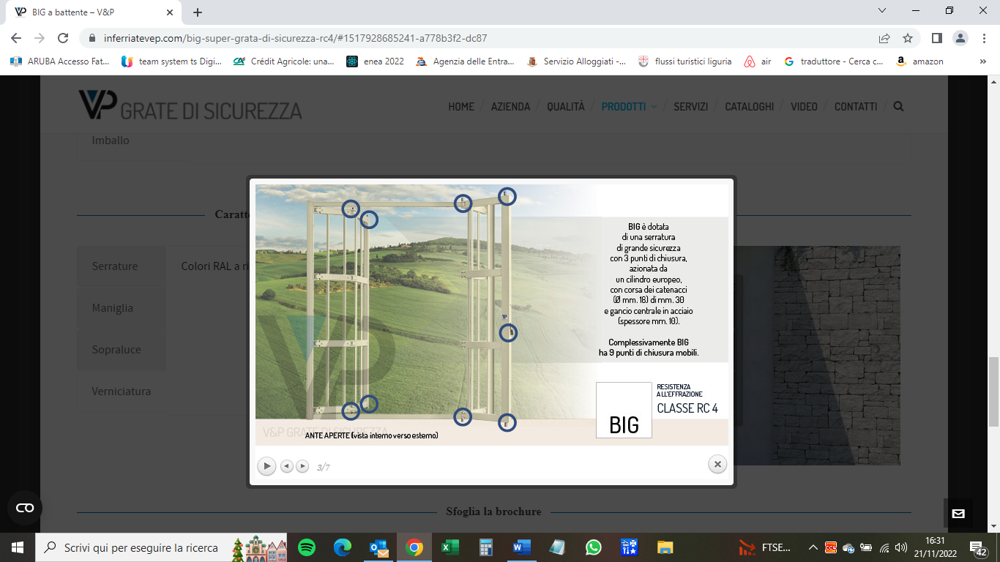 BIG a battente – V&P
inferriatevep.com/big-super-grata-di-sicurezza-rc4/#1517928685241-a778b3f2-dc87
ARUBA Accesso Fat...
team system ts Digi...
Crédit Agricole: una...
enea 2022
Agenzia delle Entra...
Servizio Alloggiati -...
flussi turistici liguria
air
traduttore - Cerca c...
amazon
VP GRATE DI SICUREZZA
HOME / AZIENDA / QUALITÀ / PRODOTTI / SERVIZI / CATALOGHI / VIDEO / CONTATTI /
Imballo
Caratte
Serrature
Colori RAL a ri
Maniglia
Sopraluce
Verniciatura
BIG è dotata
di una serratura
di grande sicurezza
con 3 punti di chiusura,
azionata da
un cilindro europeo,
con corsa dei catenacci
(Ø mm. 18) di mm. 30
e gancio centrale in acciaio
(spessore mm. 10).
Complessivamente BIG
ha 9 punti di chiusura mobili.
RESISTENZA
ALL'EFFRAZIONE
CLASSE RC 4
BIG
VP
V&P GRATE DI SICUREZZA
ANTE APERTE (vista interno verso esterno)
3/7
Sfoglia la brochure
Scrivi qui per eseguire la ricerca
FTSE...
16:31
21/11/2022
42